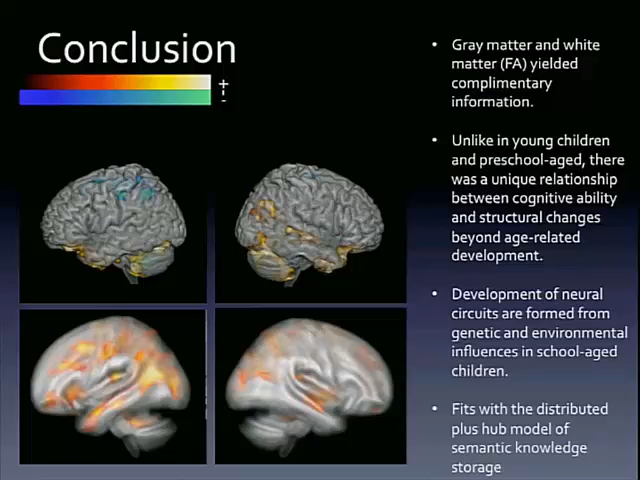 Conclusion
+
-
• Gray matter and white
matter (FA) yielded
complimentary
information.
• Unlike in young children
and preschool-aged, there
was a unique relationship
between cognitive ability
and structural changes
beyond age-related
development.
• Development of neural
circuits are formed from
genetic and environmental
influences in school-aged
children.
• Fits with the distributed
plus hub model of
semantic knowledge
storage